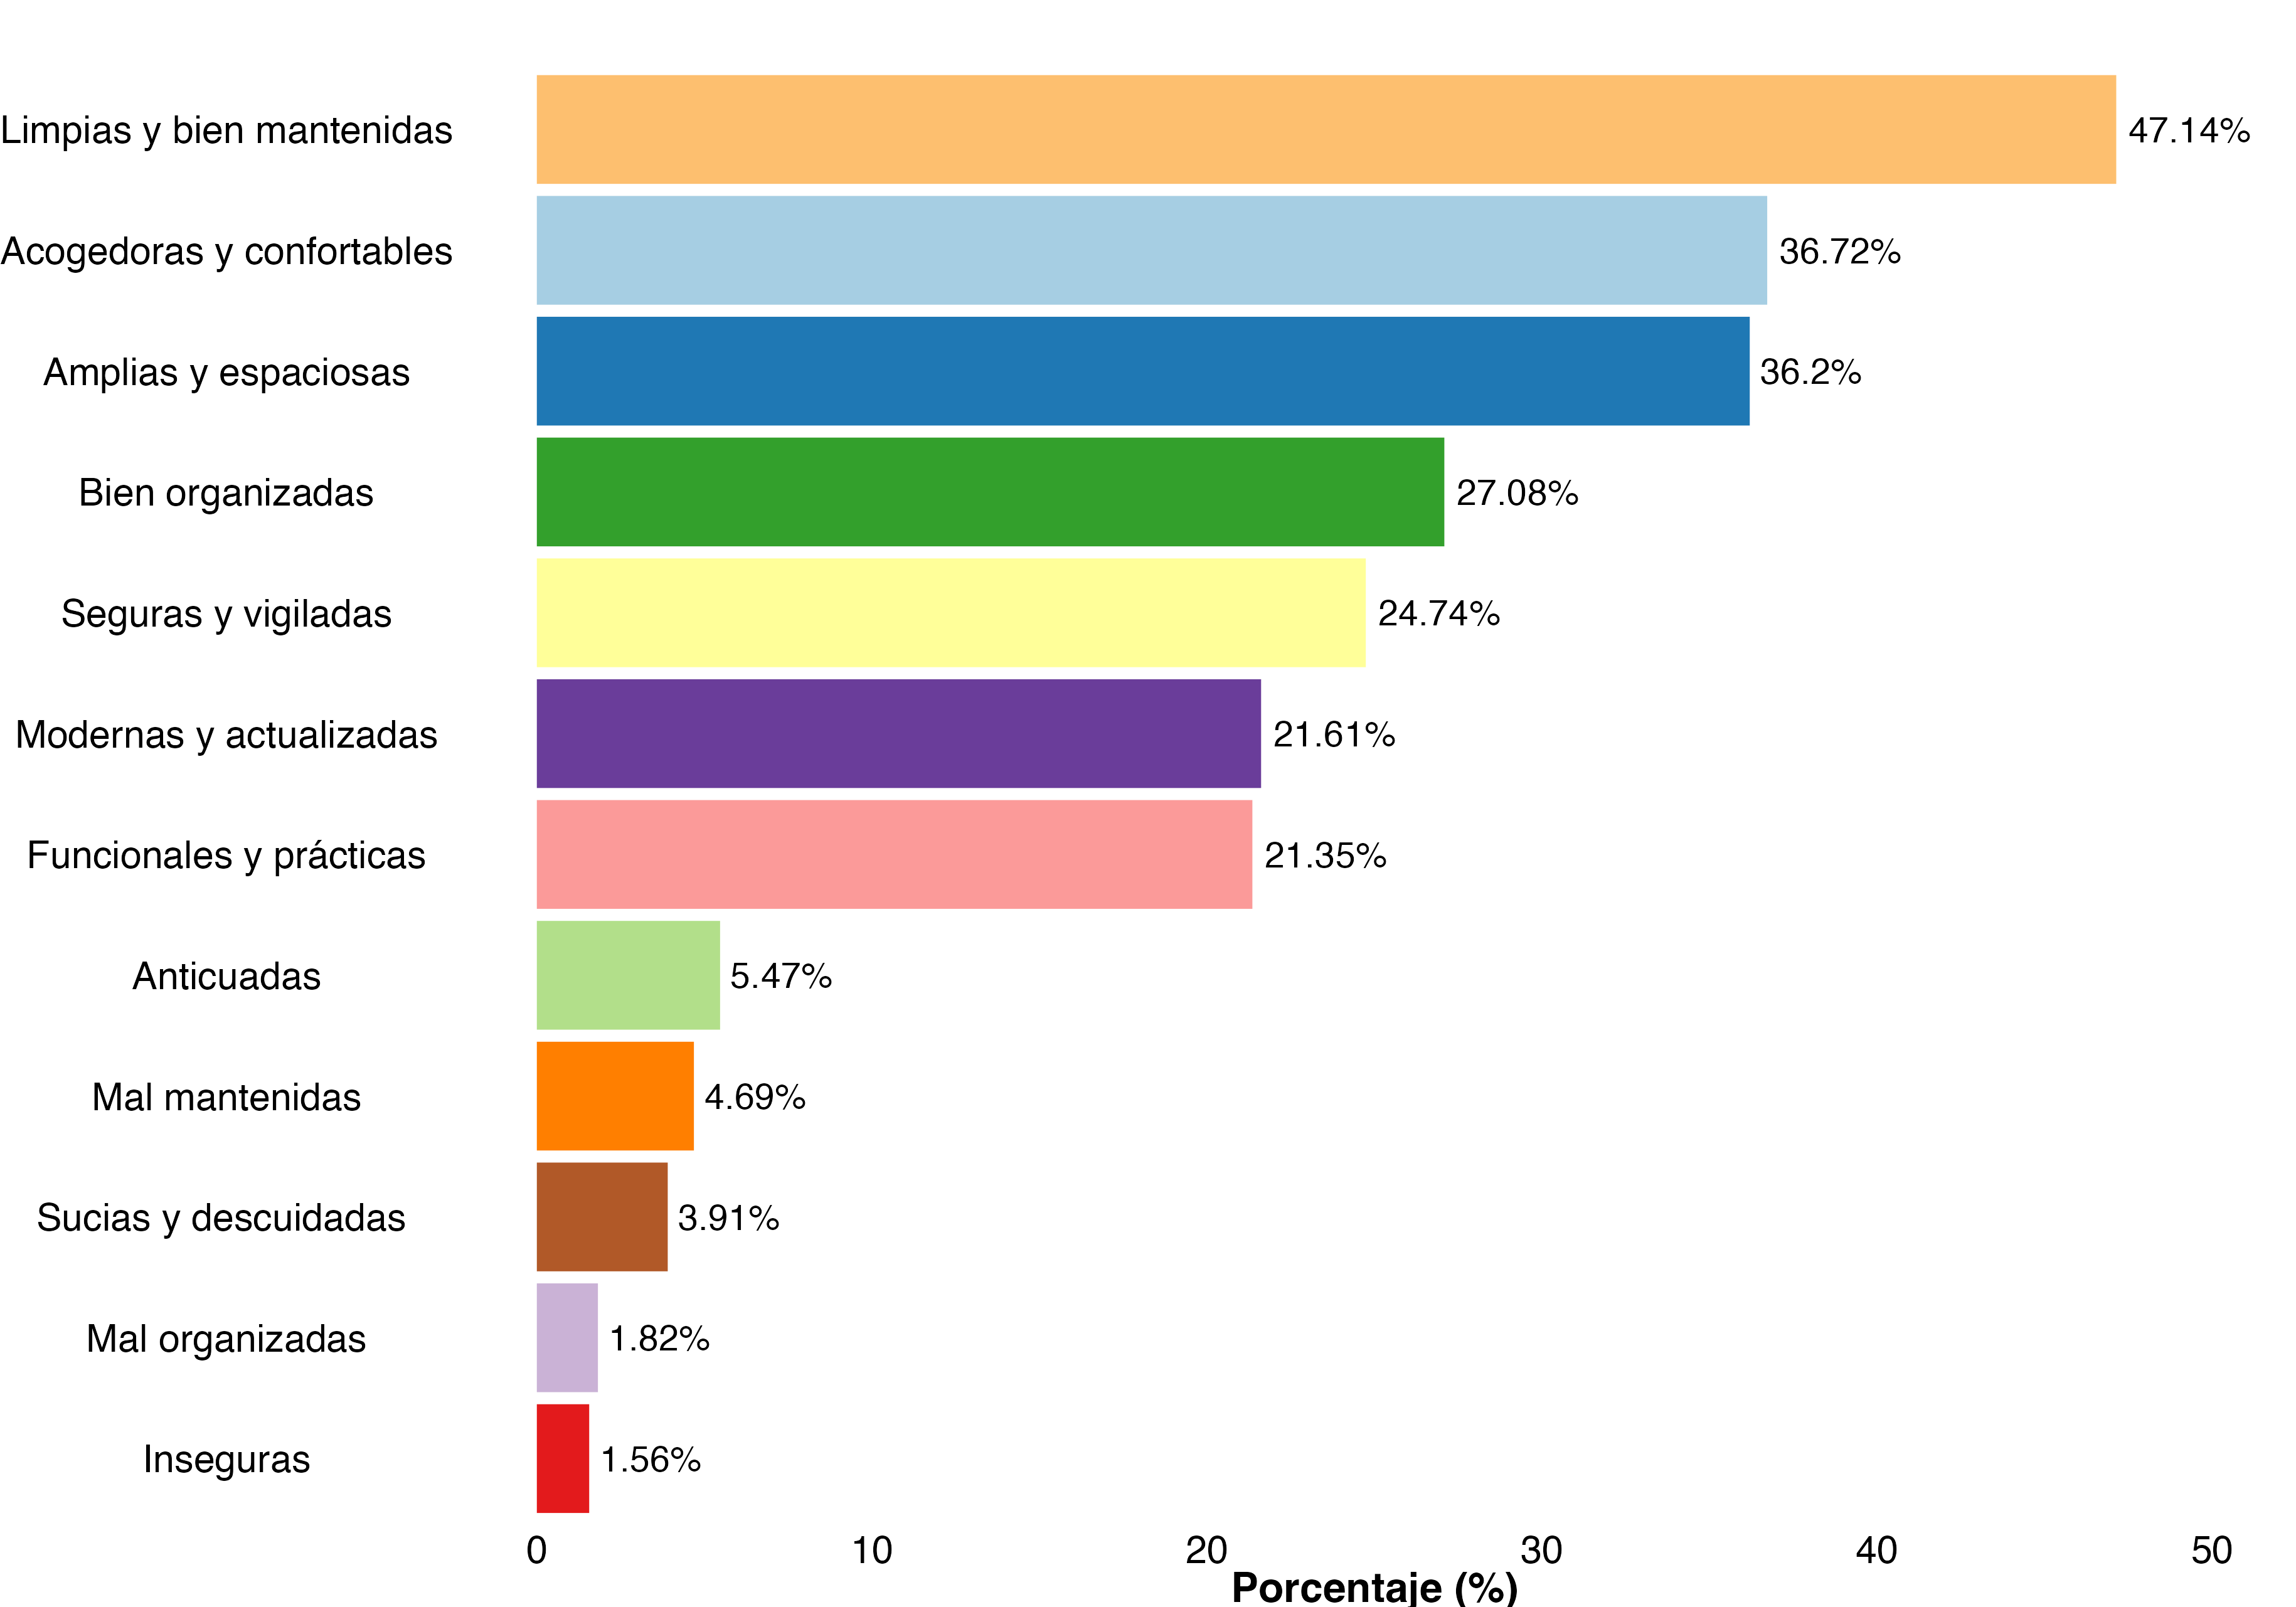 Limpias y bien mantenidas 47.14%
Acogedoras y confortables 36.72%
Amplias y espaciosas 36.2%
Bien organizadas 27.08%
Seguras y vigiladas 24.74%
Modernas y actualizadas 21.61%
Funcionales y prácticas 21.35%
Anticuadas 5.47%
Mal mantenidas 4.69%
Sucias y descuidadas 3.91%
Mal organizadas 1.82%
Inseguras 1.56%
0 10 20 30 40 50
Porcentaje (%)